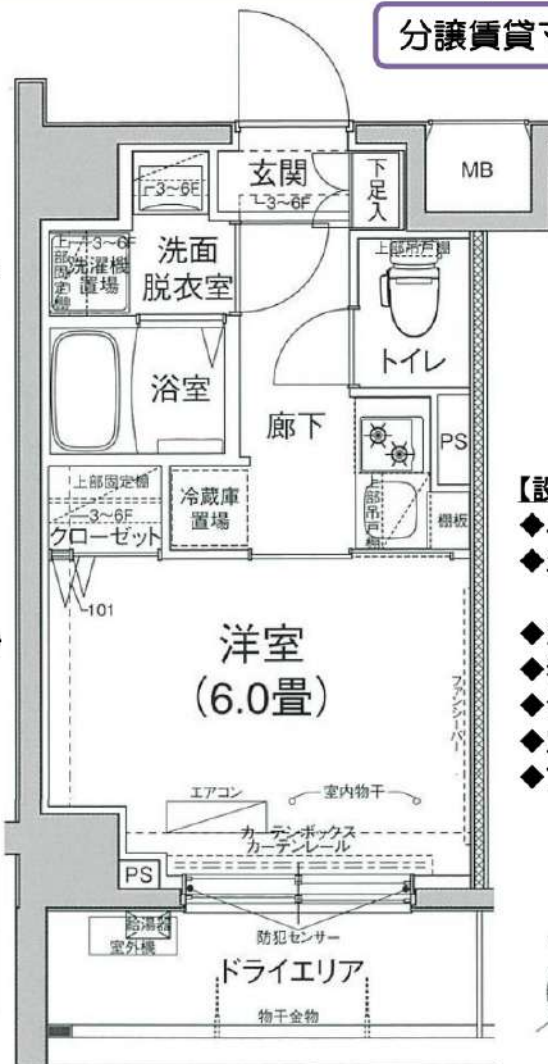 分譲賃貸
玄関
3~6F
3~6F
下足入
MB
上部吊戸棚
トイレ
3~6F
上部固定棚
洗濯機
置場
洗面
脱衣室
浴室
廊下
PS
上部吊戸棚
棚板
上部固定棚
3~6F
クローゼット
冷蔵庫
置場
101
洋室
(6.0畳)
ファンシーバー
エアコン
室内物干
カーテンボックス
カーテンレール
PS
給湯器
室外機
防犯センサー
ドライエリア
物干金物
【設
◆
◆
◆
◆
◆
◆
◆